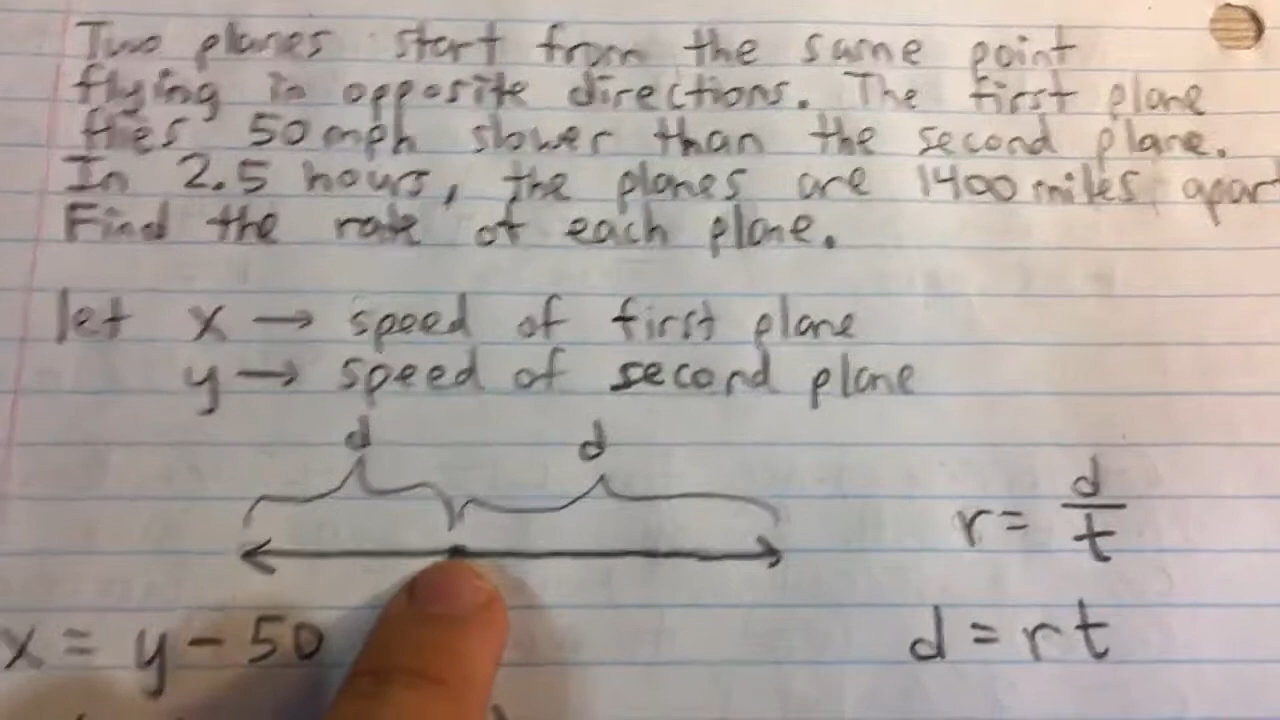 Two planes start from the same point
flying in opposite directions. The first plane
flies 50 mph slower than the second plane.
In 2.5 hours, the planes are 1400 miles apart
Find the rate of each plane.
let x → speed of first plane
y → speed of second plane
d d
r = d/t
x = y - 50
d = rt